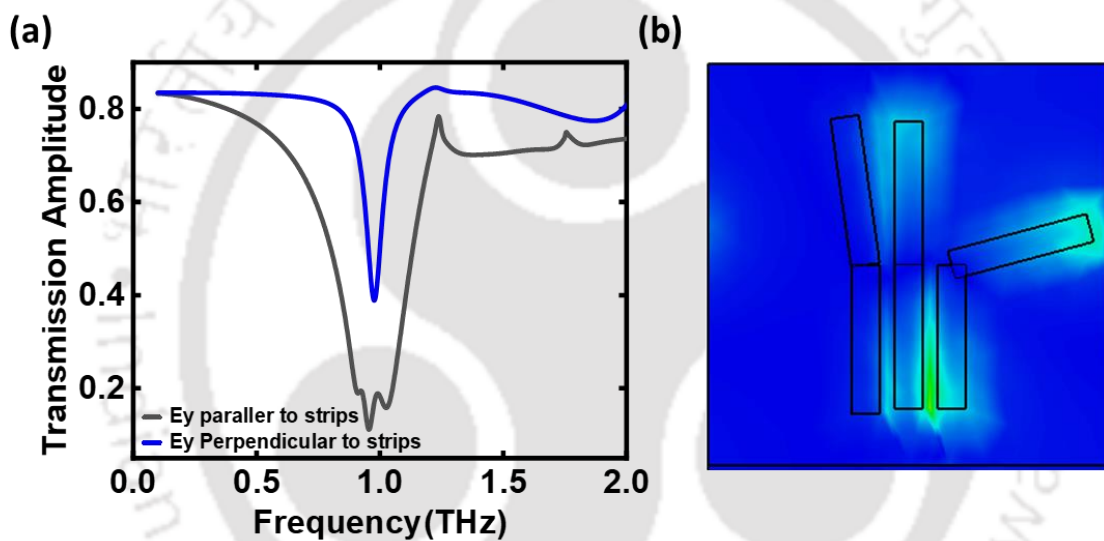 (a)
(b)
Transmission Amplitude
0.8
0.6
0.4
0.2
Ey paraller to strips
Ey Perpendicular to strips
0.0 0.5 1.0 1.5 2.0
Frequency(THz)